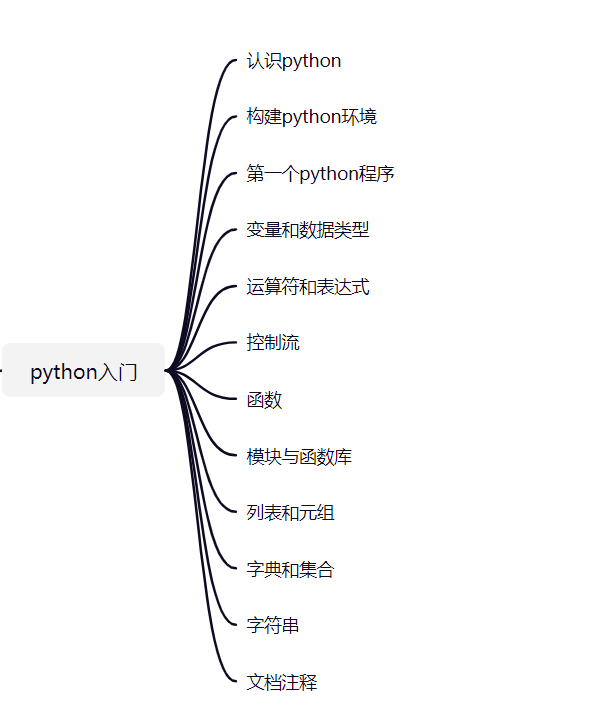 认识python
构建python环境
第一个python程序
变量和数据类型
运算符和表达式
控制流
python入门
函数
模块与函数库
列表和元组
字典和集合
字符串
文档注释